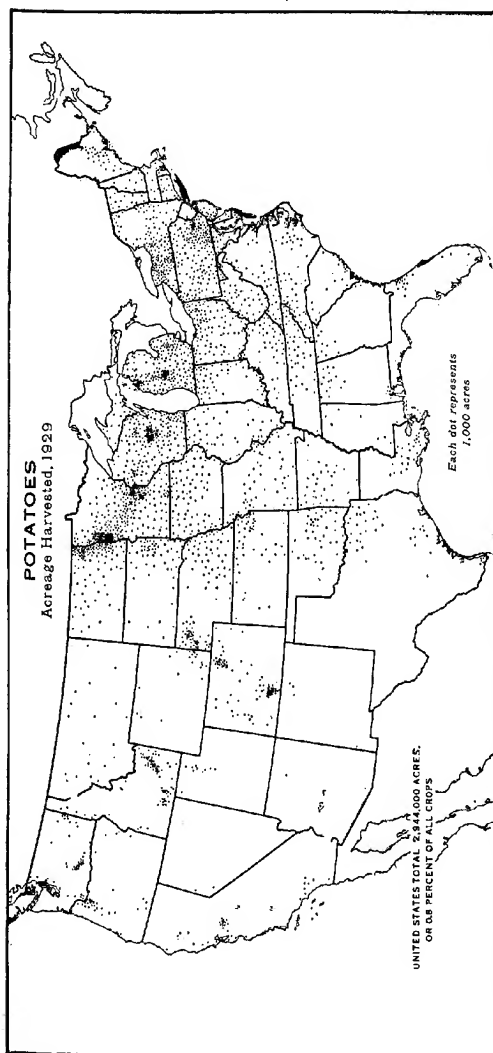 POTATOES
Acreage Harvested, 1929
Each dot represents
1,000 acres
UNITED STATES TOTAL 2,944,000 ACRES,
OR 0.8 PERCENT OF ALL CROPS